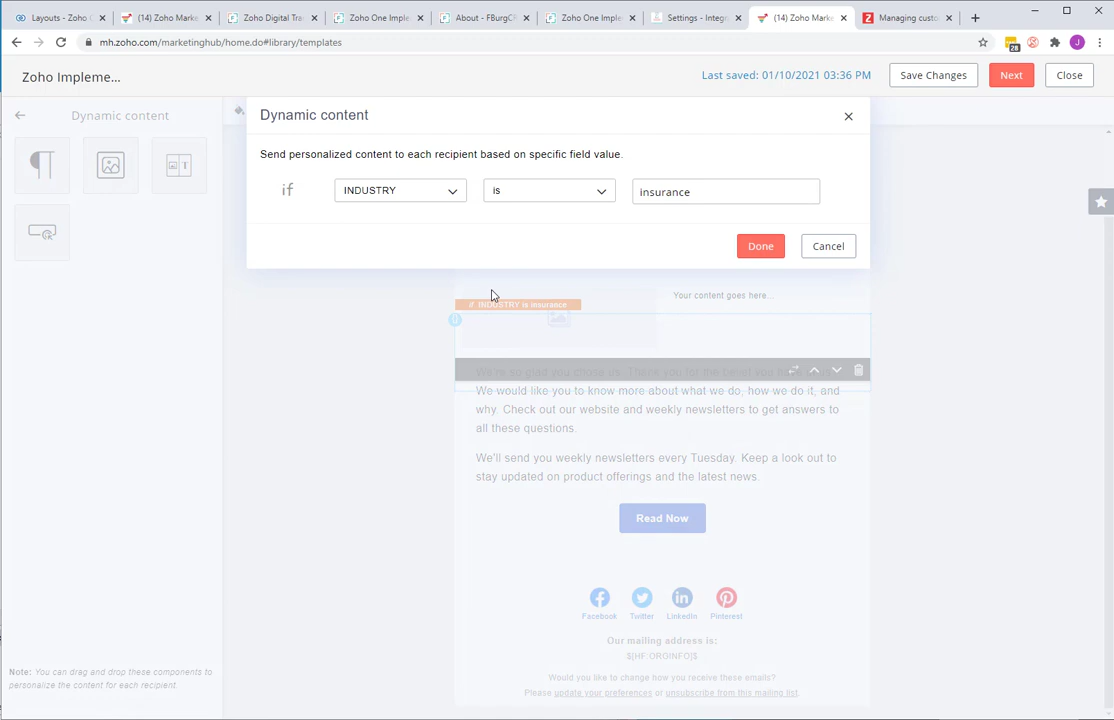 Layouts - Zoho C
(14) Zoho Marke
Zoho Digital Tra
Zoho One Imple
About - FBurgCP
Zoho One Imple
Settings - Integr
(14) Zoho Marke
Managing custo
mh.zoho.com/marketinghub/home.do#library/templates
28
J
Zoho Impleme...
Last saved: 01/10/2021 03:36 PM
Save Changes
Next
Close
Dynamic content
Dynamic content
Send personalized content to each recipient based on specific field value.
if
INDUSTRY
is
insurance
Done
Cancel
if INDUSTRY is insurance
Your content goes here...
We're so glad you chose us. Thank you for the
We would like you to know more about what we do, how we do it, and
why. Check out our website and weekly newsletters to get answers to
all these questions.
We'll send you weekly newsletters every Tuesday. Keep a look out to
stay updated on product offerings and the latest news.
Read Now
Facebook
Twitter
LinkedIn
Pinterest
Our mailing address is:
$[HF:ORGINFO]$
Would you like to change how you receive these emails?
Please update your preferences or unsubscribe from this mailing list.
Note: You can drag and drop these components to
personalize the content for each recipient.